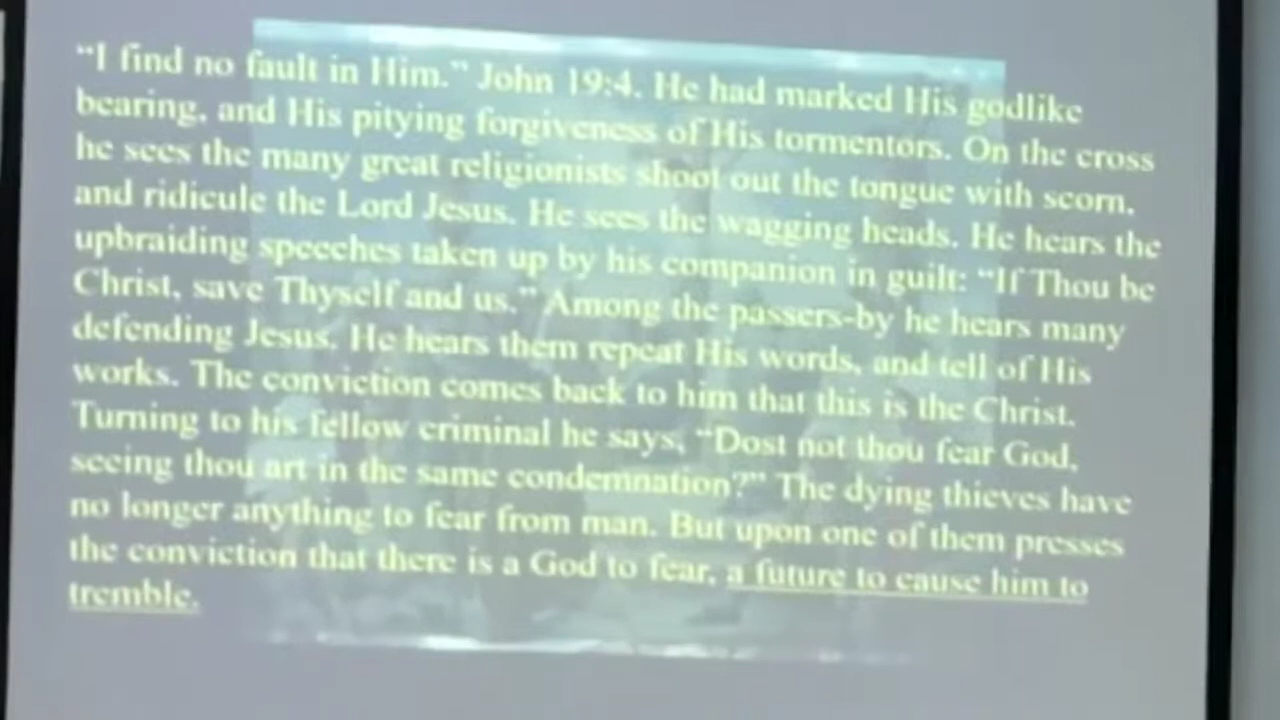 “I find no fault in Him.” John 19:4. He had marked His godlike
bearing, and His pitying forgiveness of His tormentors. On the cross
he sees the many great religionists shoot out the tongue with scorn,
and ridicule the Lord Jesus. He sees the wagging heads. He hears the
upbraiding speeches taken up by his companion in guilt: “If Thou be
Christ, save Thyself and us.” Among the passers-by he hears many
defending Jesus. He hears them repeat His words, and tell of His
works. The conviction comes back to him that this is the Christ.
Turning to his fellow criminal he says, “Dost not thou fear God,
seeing thou art in the same condemnation?” The dying thieves have
no longer anything to fear from man. But upon one of them presses
the conviction that there is a God to fear, a future to cause him to
tremble.